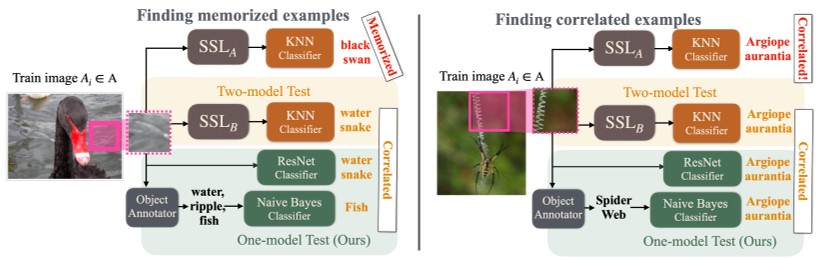 Finding memorized examples
SSL_A
KNN
Classifier
black
swan
Memorized
Train image A_i ∈ A
Two-model Test
SSL_B
KNN
Classifier
water
snake
Correlated
ResNet
Classifier
water
snake
Object
Annotator
water,
ripple,
fish
Naive Bayes
Classifier
Fish
One-model Test (Ours)
Finding correlated examples
SSL_A
KNN
Classifier
Argiope
aurantia
Correlated!
Train image A_i ∈ A
Two-model Test
SSL_B
KNN
Classifier
Argiope
aurantia
Correlated
ResNet
Classifier
Argiope
aurantia
Object
Annotator
Spider
Web
Naive Bayes
Classifier
Argiope
aurantia
One-model Test (Ours)